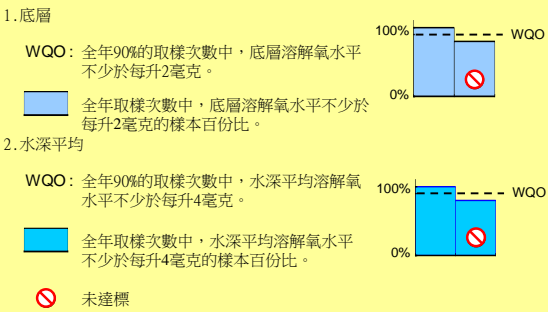 1.底層
WQO : 全年90%的取樣次數中，底層溶解氧水平
不少於每升2毫克。
全年取樣次數中，底層溶解氧水平不少於
每升2毫克的樣本百份比。
100%
WQO
0%
2.水深平均
WQO : 全年90%的取樣次數中，水深平均溶解氧
水平不少於每升4毫克。
全年取樣次數中，水深平均溶解氧水平
不少於每升4毫克的樣本百份比。
100%
WQO
0%
未達標